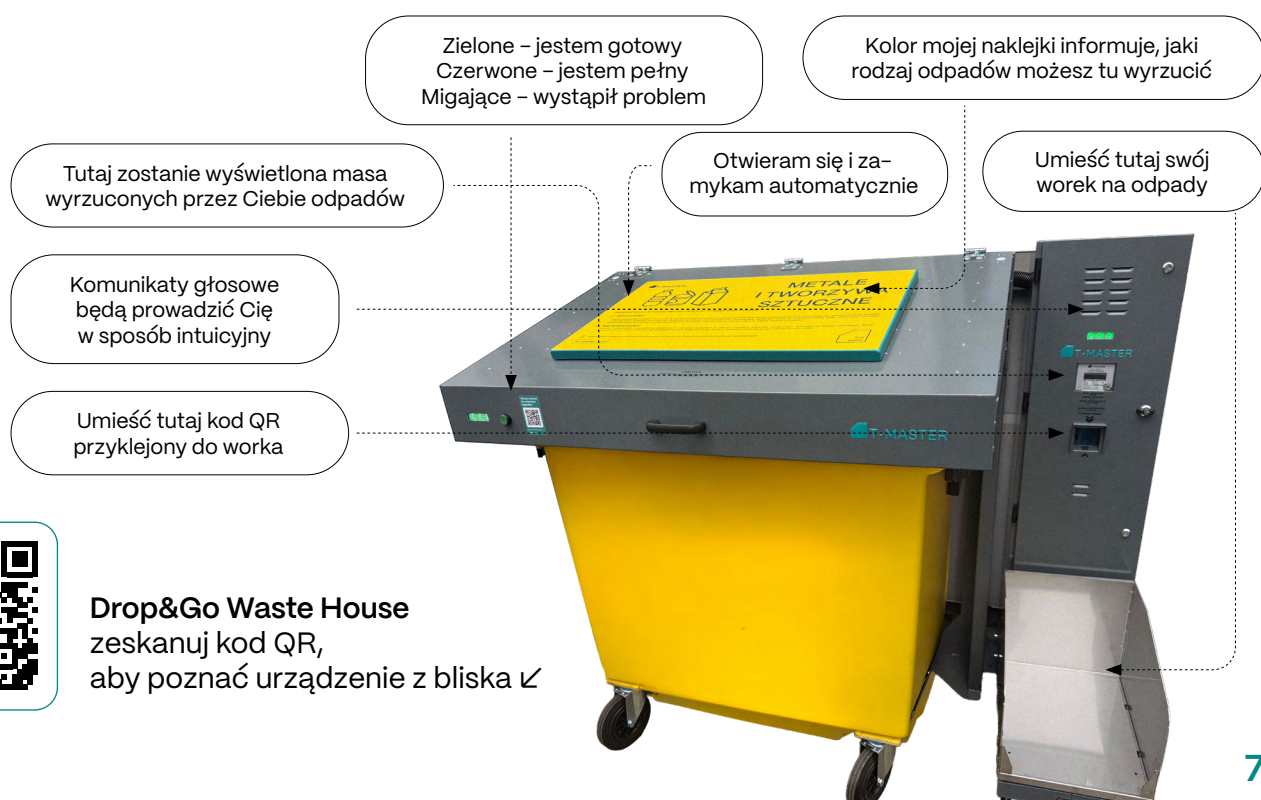 Zielone – jestem gotowy
Czerwone – jestem pełny
Migające – wystąpił problem
Kolor mojej naklejki informuje, jaki
rodzaj odpadów możesz tu wyrzucić
Tutaj zostanie wyświetlona masa
wyrzuconych przez Ciebie odpadów
Otwieram się i za-
mykam automatycznie
Umieść tutaj swój
worek na odpady
Komunikaty głosowe
będą prowadzić Cię
w sposób intuicyjny
Umieść tutaj kod QR
przyklejony do worka
METALE
I TWORZYWA
SZTUCZNE
T-MASTER
T-MASTER
Drop&Go Waste House
zeskanuj kod QR,
aby poznać urządzenie z bliska ↙
7